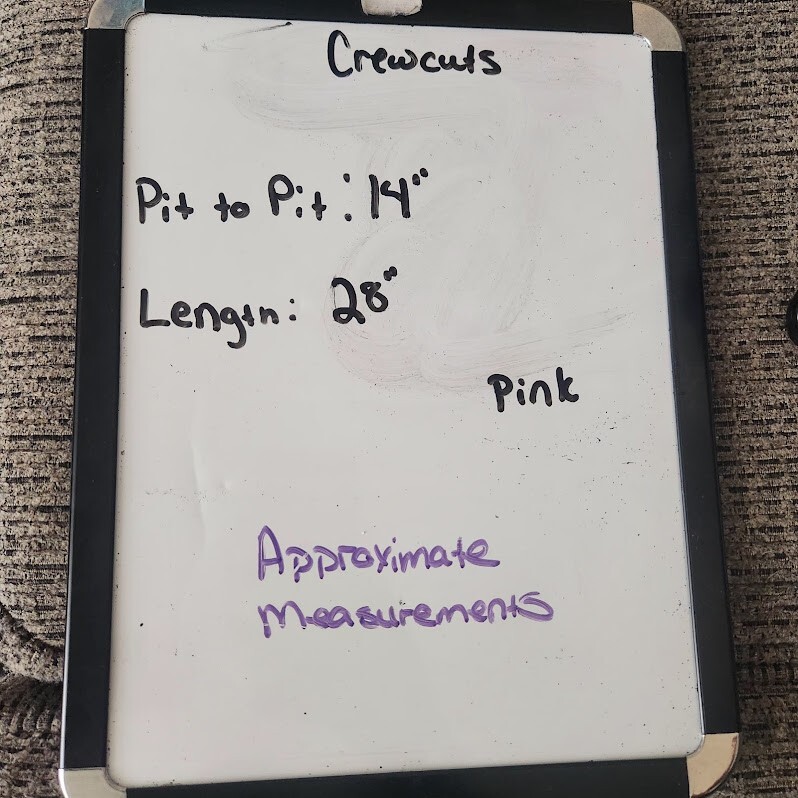 Crewcuts
Pit to Pit: 14"
Length: 28"
Pink
Approximate
measurements